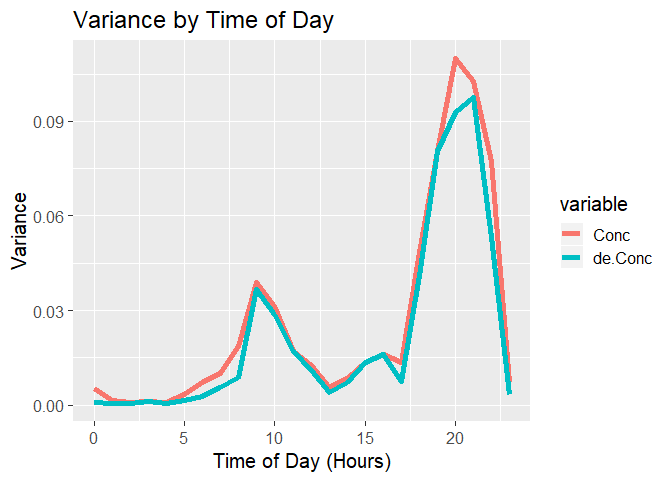 Variance by Time of Day
0.09
0.06
0.03
0.00
Variance
0 5 10 15 20
Time of Day (Hours)
variable
Conc
de.Conc